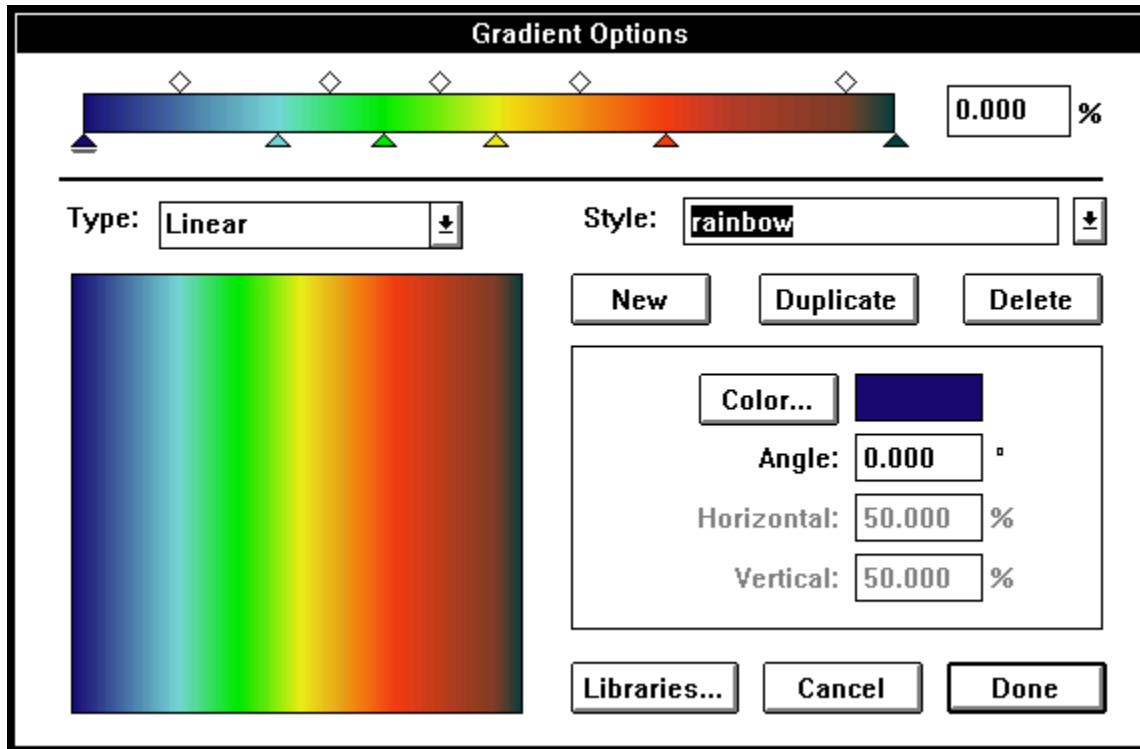 Gradient Options
0.000 %
Type: Linear
Style: rainbow
New Duplicate Delete
Color...
Angle: 0.000 °
Horizontal: 50.000 %
Vertical: 50.000 %
Libraries... Cancel Done